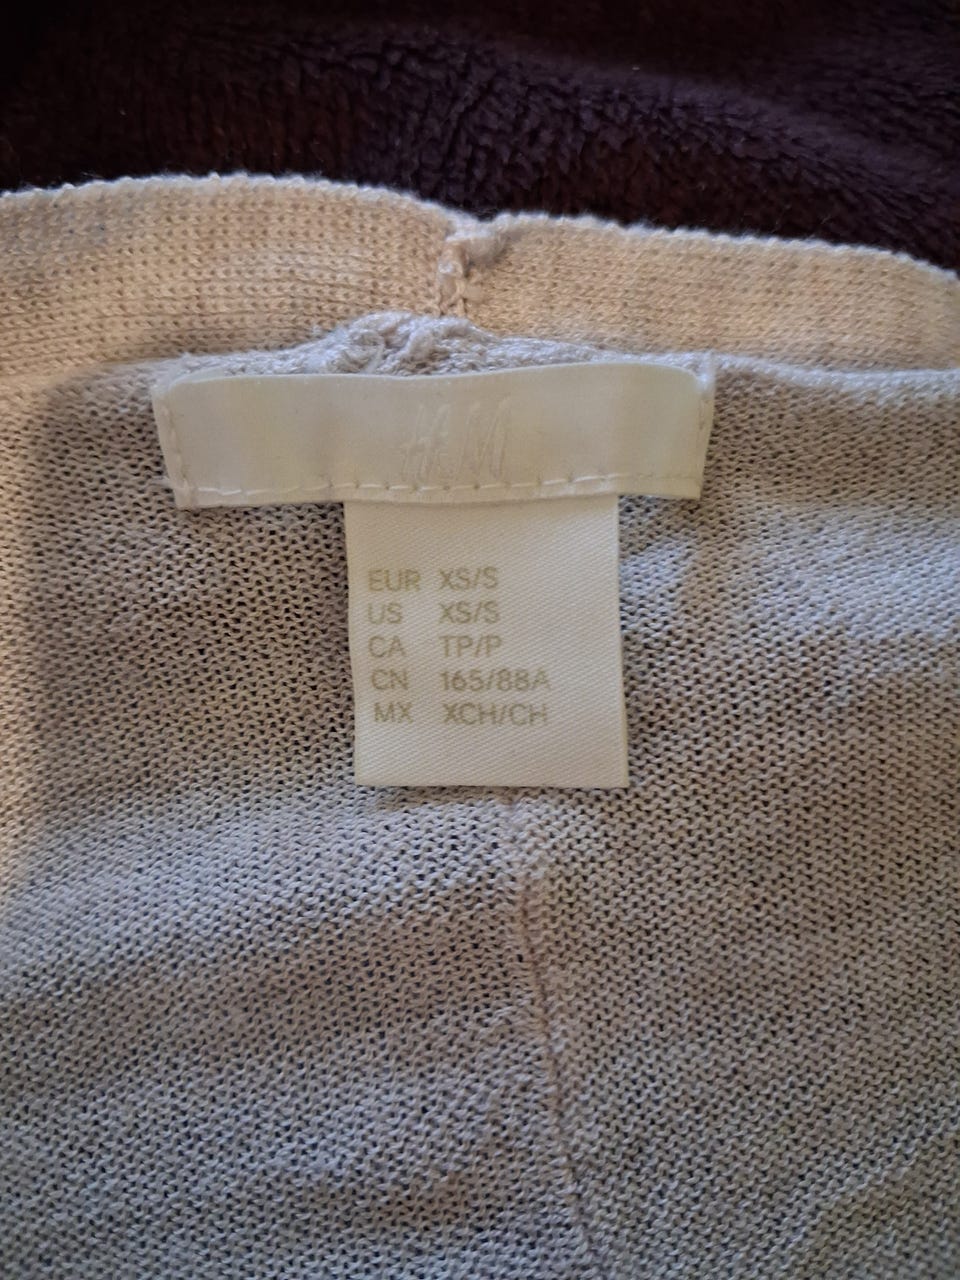 H&M
EUR XS/S
US XS/S
CA TP/P
CN 165/88A
MX XCH/CH